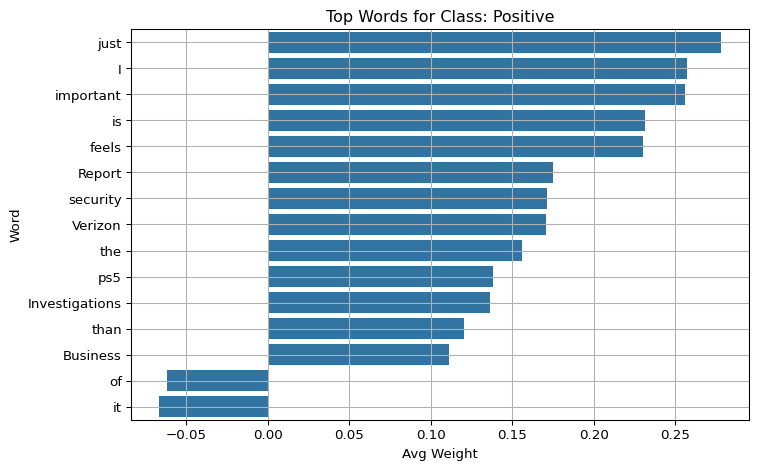 Top Words for Class: Positive
just
I
important
is
feels
Report
security
Verizon
the
ps5
Investigations
than
Business
of
it
Word
−0.05 0.00 0.05 0.10 0.15 0.20 0.25
Avg Weight